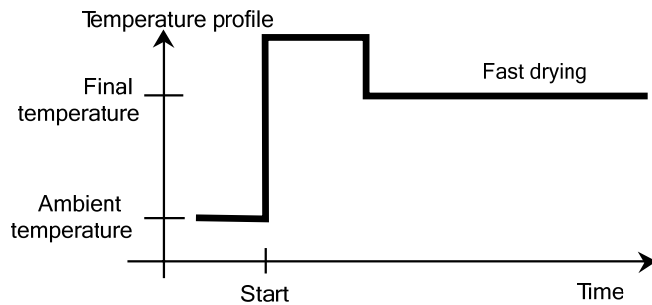 Temperature profile
Final
temperature
Fast drying
Ambient
temperature
Start
Time